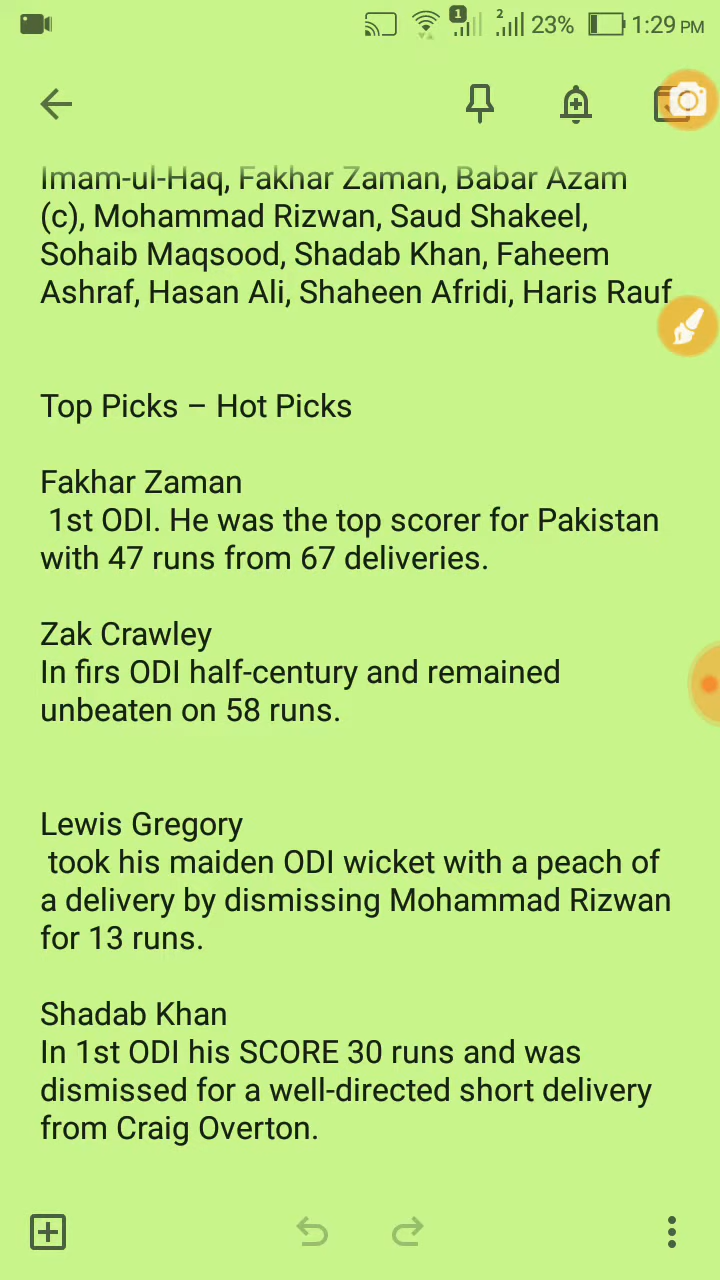 1 2 23% 1:29 PM
Imam-ul-Haq, Fakhar Zaman, Babar Azam
(c), Mohammad Rizwan, Saud Shakeel,
Sohaib Maqsood, Shadab Khan, Faheem
Ashraf, Hasan Ali, Shaheen Afridi, Haris Rauf
Top Picks – Hot Picks
Fakhar Zaman
1st ODI. He was the top scorer for Pakistan
with 47 runs from 67 deliveries.
Zak Crawley
In firs ODI half-century and remained
unbeaten on 58 runs.
Lewis Gregory
took his maiden ODI wicket with a peach of
a delivery by dismissing Mohammad Rizwan
for 13 runs.
Shadab Khan
In 1st ODI his SCORE 30 runs and was
dismissed for a well-directed short delivery
from Craig Overton.